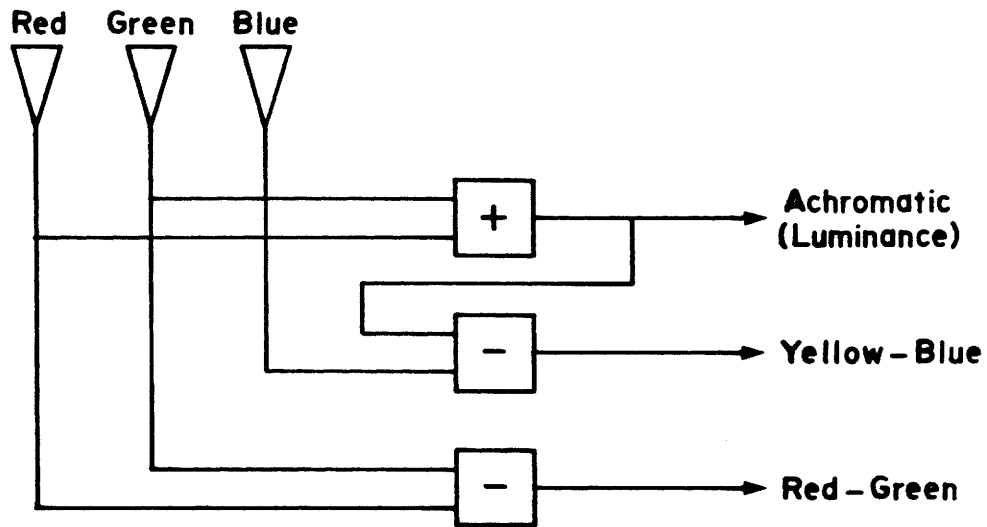 Red Green Blue
+
Achromatic
(Luminance)
-
Yellow-Blue
-
Red-Green